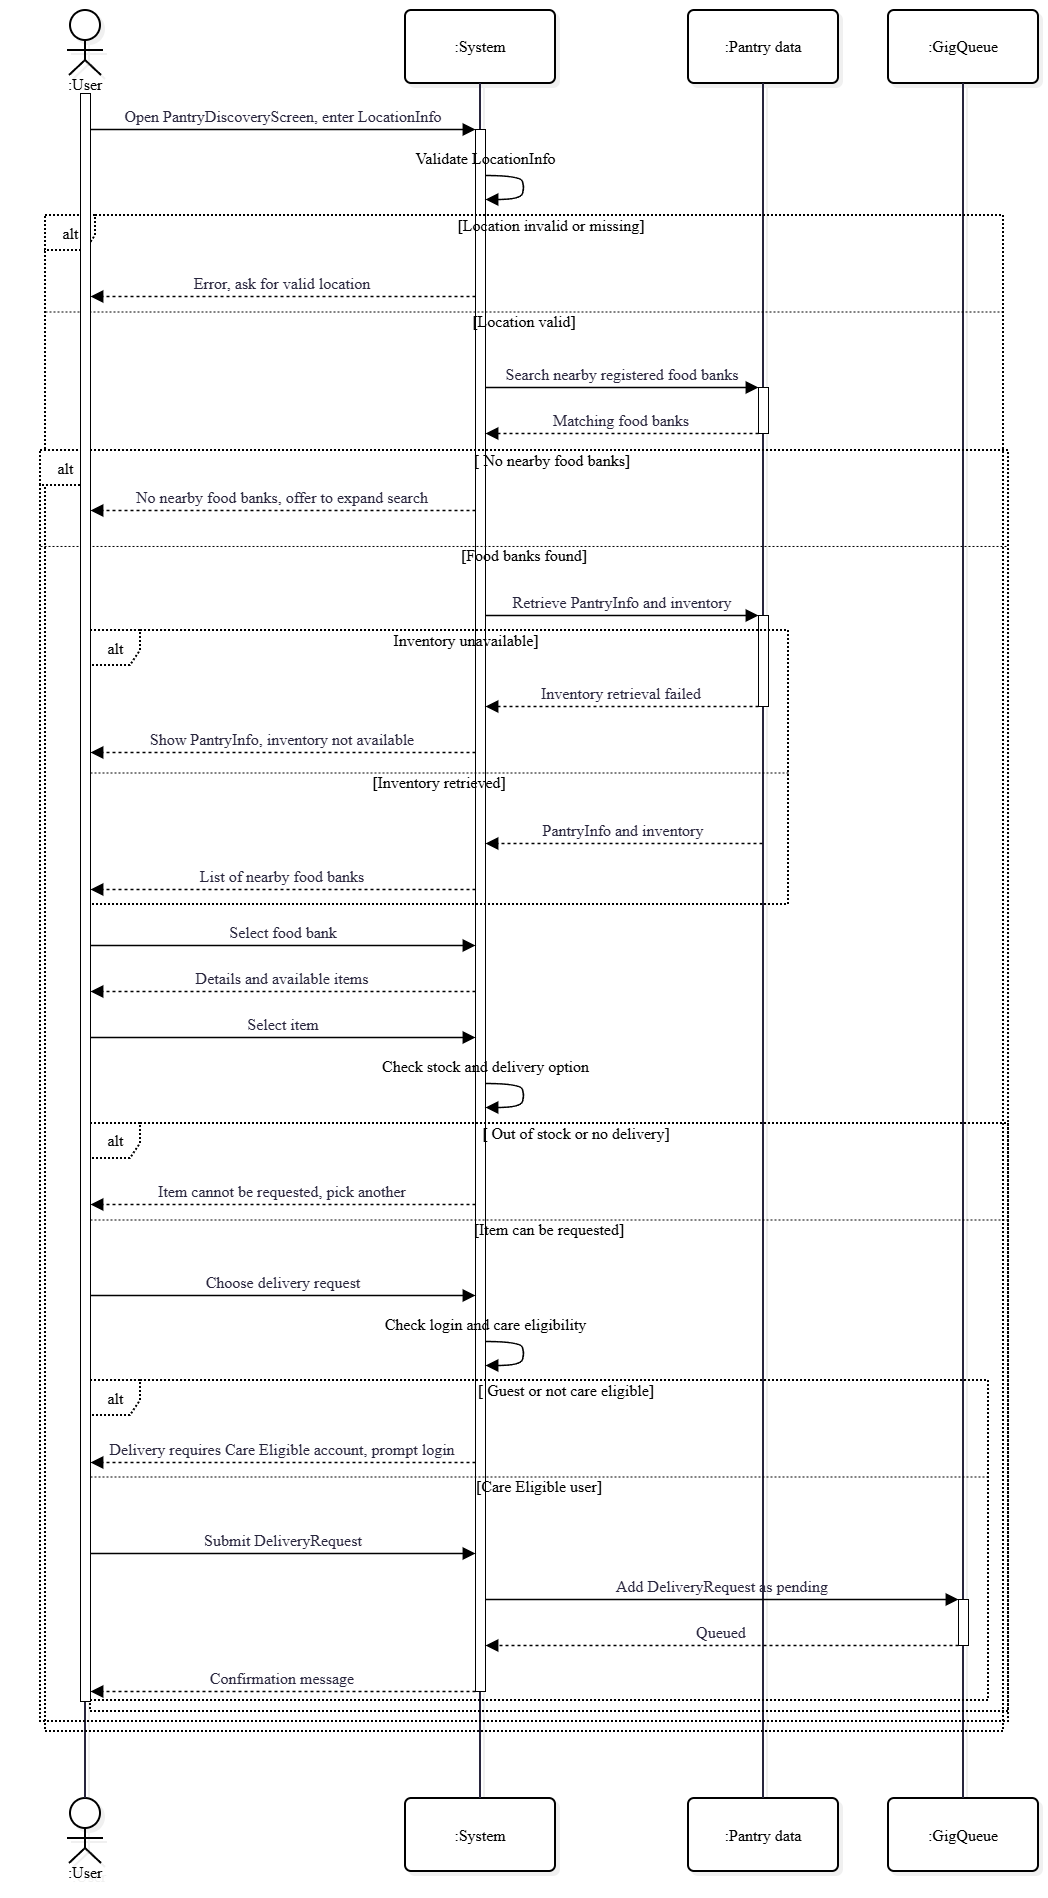 :User
:System
:Pantry data
:GigQueue
Open PantryDiscoveryScreen, enter LocationInfo
Validate LocationInfo
alt
[Location invalid or missing]
Error, ask for valid location
[Location valid]
Search nearby registered food banks
Matching food banks
alt
[ No nearby food banks]
No nearby food banks, offer to expand search
[Food banks found]
Retrieve PantryInfo and inventory
alt
Inventory unavailable]
Inventory retrieval failed
Show PantryInfo, inventory not available
[Inventory retrieved]
PantryInfo and inventory
List of nearby food banks
Select food bank
Details and available items
Select item
Check stock and delivery option
alt
[ Out of stock or no delivery]
Item cannot be requested, pick another
[Item can be requested]
Choose delivery request
Check login and care eligibility
alt
[ Guest or not care eligible]
Delivery requires Care Eligible account, prompt login
[Care Eligible user]
Submit DeliveryRequest
Add DeliveryRequest as pending
Queued
Confirmation message
:User
:System
:Pantry data
:GigQueue